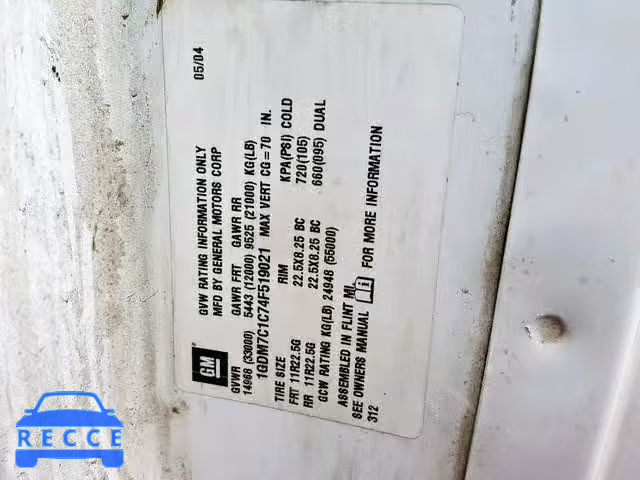 05/04
GVW RATING INFORMATION ONLY
MFD BY GENERAL MOTORS CORP
GM
GVWR GAWR FRT GAWR RR
14968 (33000) 5443 (12000) 9525 (21000) KG(LB)
1GDM7C1C74F519021 MAX VERT CG=70 IN.
TIRE SIZE RIM KPA(PSI) COLD
FRT 11R22.5G 22.5X8.25 BC 720(105)
RR 11R22.5G 22.5X8.25 BC 660(095) DUAL
GCW RATING KG(LB) 24948 (55000)
ASSEMBLED IN FLINT MI.
SEE OWNERS MANUAL FOR MORE INFORMATION
312
RECCE